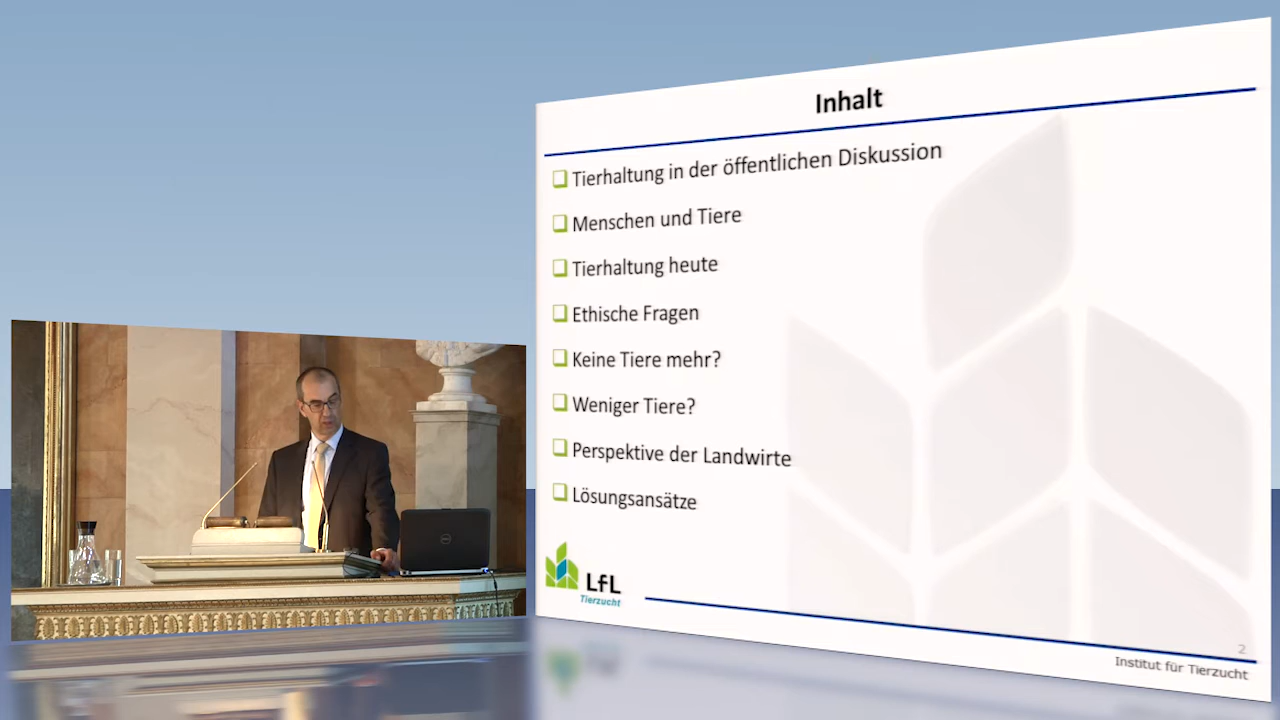 Inhalt
Tierhaltung in der öffentlichen Diskussion
Menschen und Tiere
Tierhaltung heute
Ethische Fragen
Keine Tiere mehr?
Weniger Tiere?
Perspektive der Landwirte
Lösungsansätze
LfL
Tierzucht
2
Institut für Tierzucht